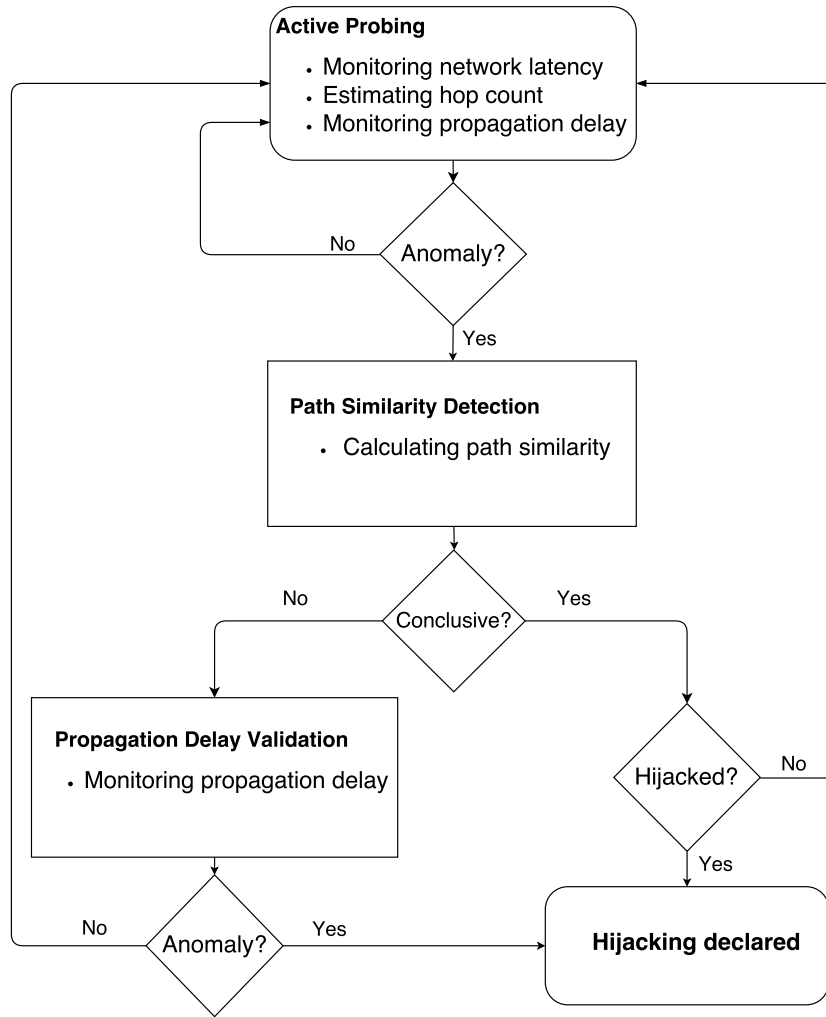 Active Probing
• Monitoring network latency
• Estimating hop count
• Monitoring propagation delay
No
Anomaly?
Yes
Path Similarity Detection
• Calculating path similarity
No
Conclusive?
Yes
Propagation Delay Validation
• Monitoring propagation delay
Hijacked?
No
Yes
No
Anomaly?
Yes
Hijacking declared